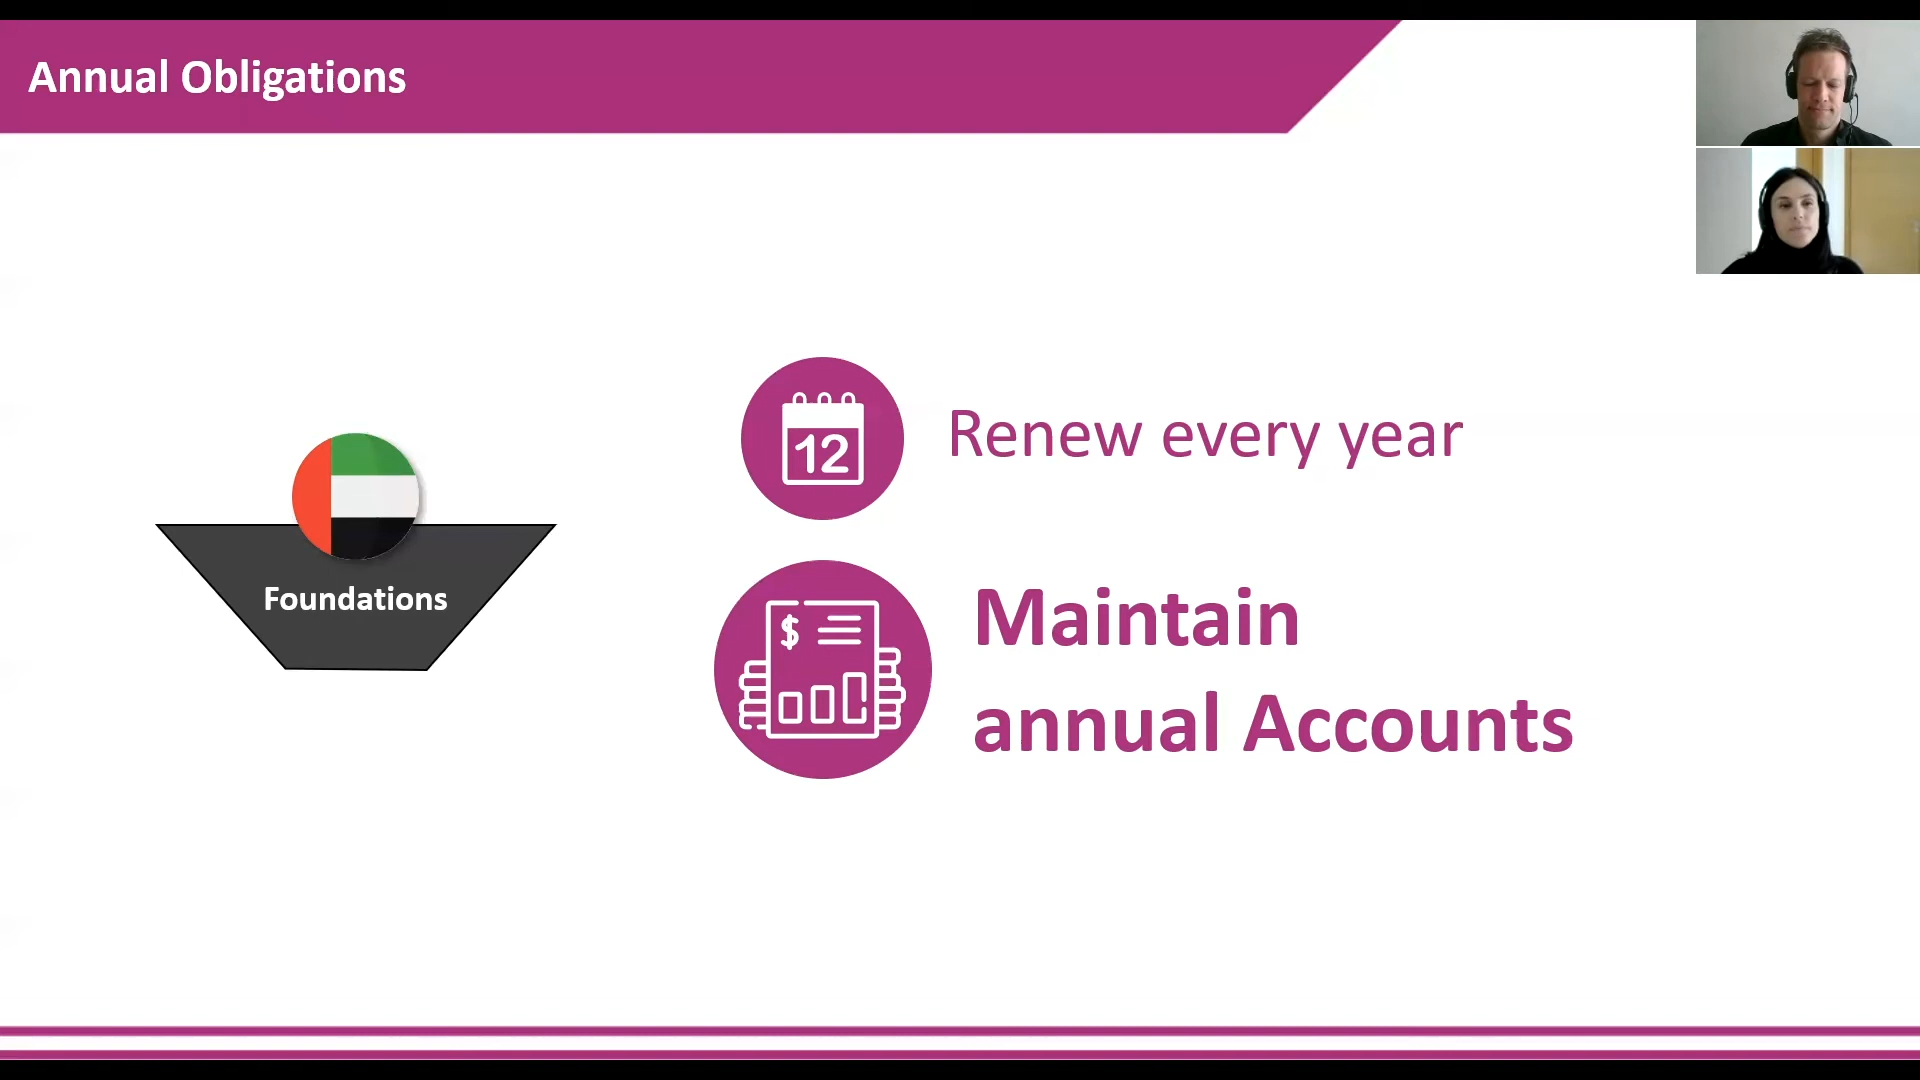 Annual Obligations
12
Renew every year
Foundations
$
Maintain
annual Accounts